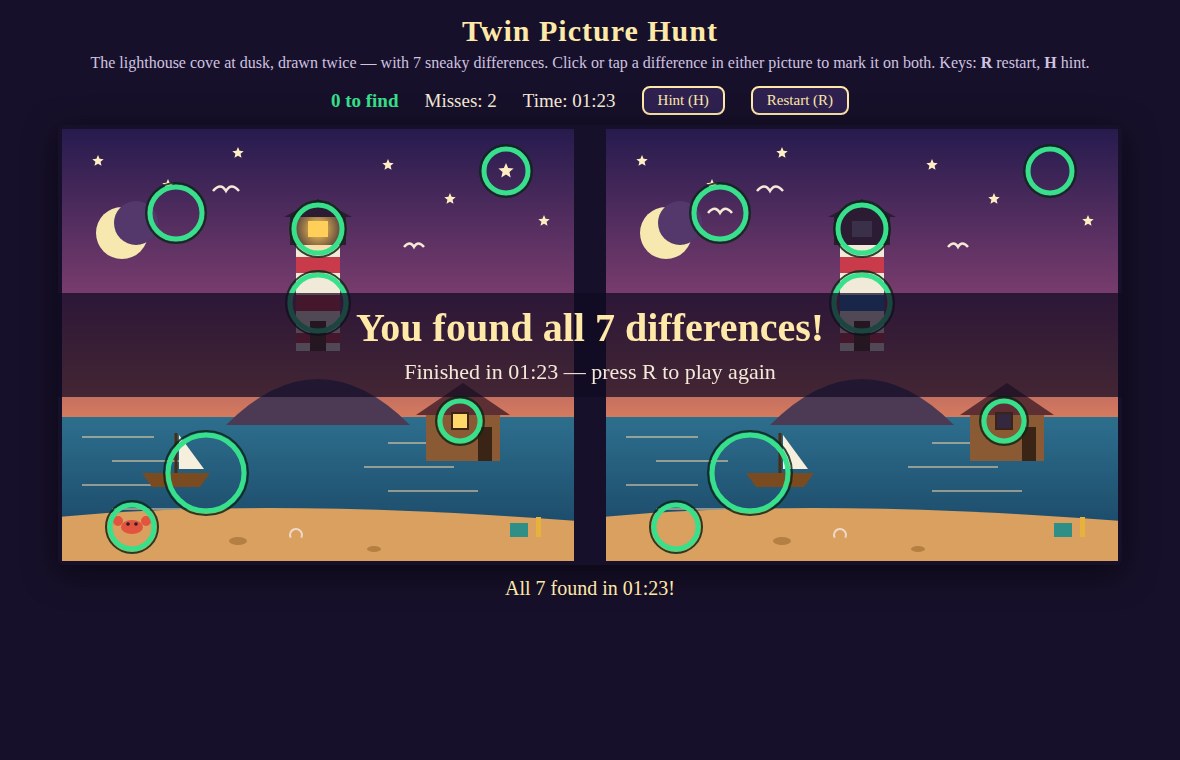 Twin Picture Hunt
The lighthouse cove at dusk, drawn twice — with 7 sneaky differences. Click or tap a difference in either picture to mark it on both. Keys: R restart, H hint.
0 to find Misses: 2 Time: 01:23 Hint (H) Restart (R)
You found all 7 differences!
Finished in 01:23 — press R to play again
All 7 found in 01:23!